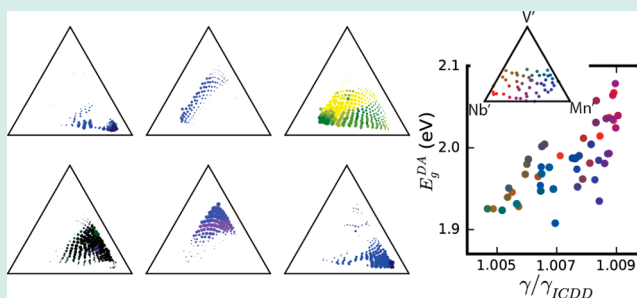 V'
Nb'
Mn'
2.1
2.0
1.9
E_g^{DA} (eV)
1.005
1.007
1.009
γ/γ_{ICDD}